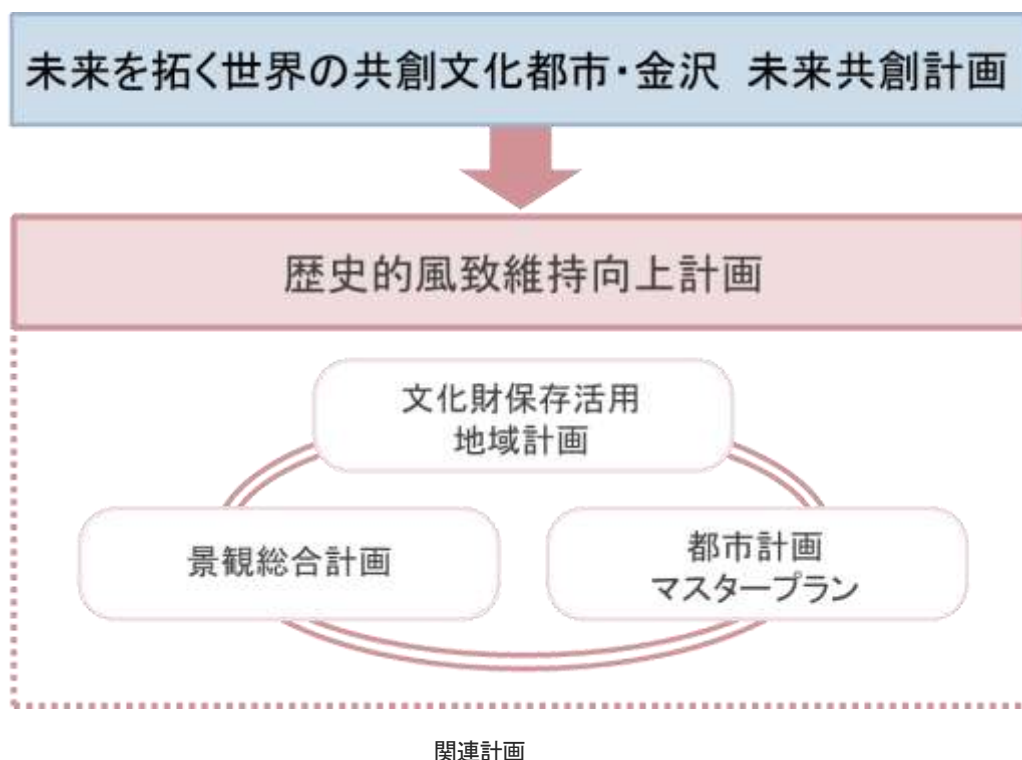 未来を拓く世界の共創文化都市・金沢 未来共創計画
歴史的風致維持向上計画
文化財保存活用
地域計画
景観総合計画
都市計画
マスタープラン
関連計画